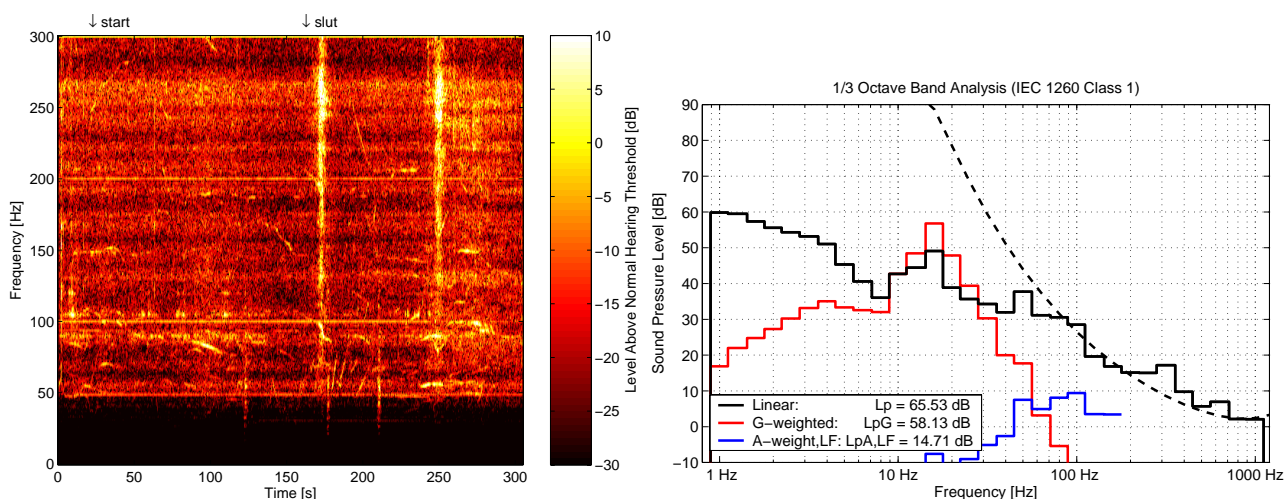 ↓ start
↓ slut
300
250
200
150
100
50
0
Frequency [Hz]
0
50
100
150
200
250
300
Time [s]
10
5
0
−5
−10
−15
−20
−25
−30
Level Above Normal Hearing Threshold [dB]
1/3 Octave Band Analysis (IEC 1260 Class 1)
90
80
70
60
50
40
30
20
10
0
−10
Sound Pressure Level [dB]
Linear: Lp = 65.53 dB
G−weighted: LpG = 58.13 dB
A−weight,LF: LpA,LF = 14.71 dB
1 Hz
10 Hz
100 Hz
1000 Hz
Frequency [Hz]